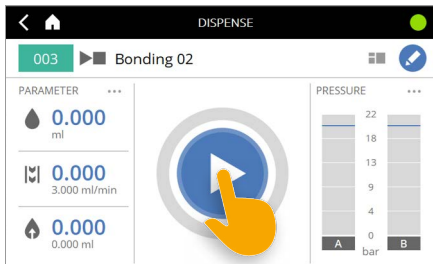 DISPENSE
003 Bonding 02
PARAMETER ...
0.000
ml
0.000
3.000 ml/min
0.000
0.000 ml
PRESSURE ...
22
18
13
9
4
0
A bar B